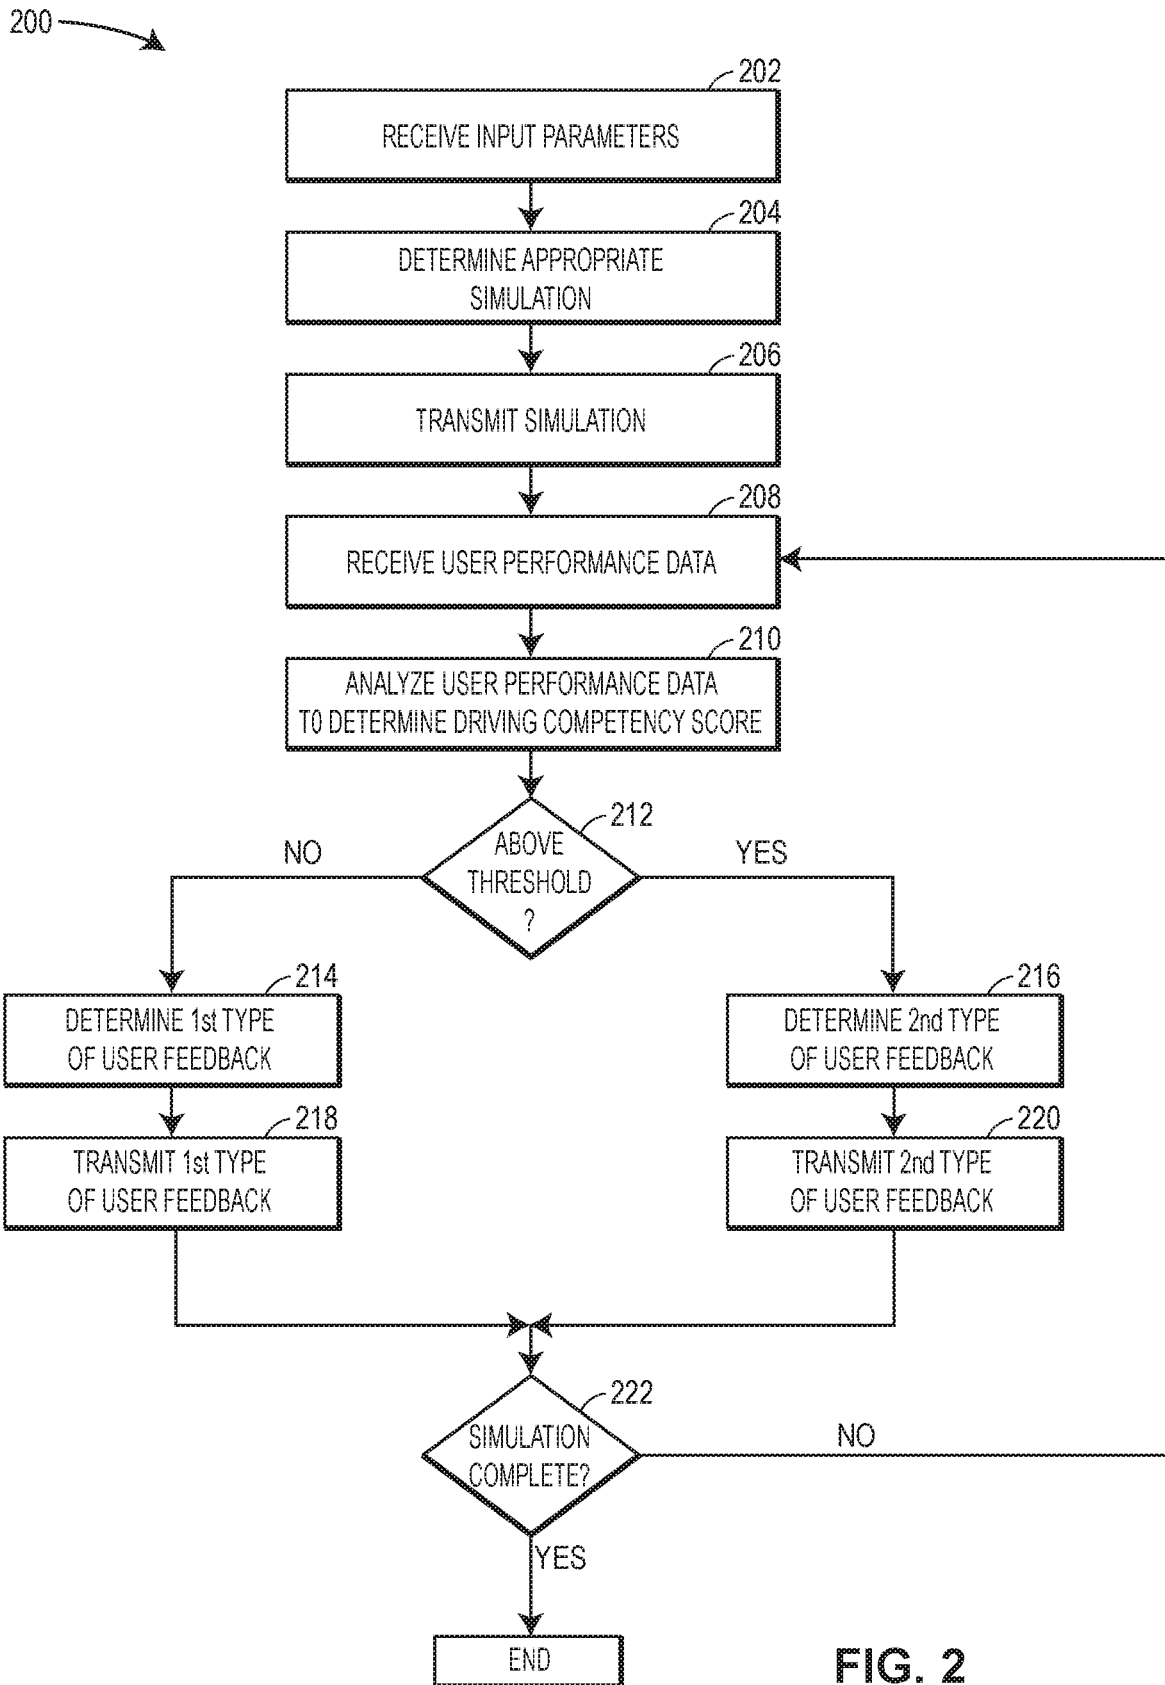 200
202
RECEIVE INPUT PARAMETERS
204
DETERMINE APPROPRIATE
SIMULATION
206
TRANSMIT SIMULATION
208
RECEIVE USER PERFORMANCE DATA
210
ANALYZE USER PERFORMANCE DATA
TO DETERMINE DRIVING COMPETENCY SCORE
212
ABOVE
THRESHOLD
?
NO
YES
214
DETERMINE 1st TYPE
OF USER FEEDBACK
216
DETERMINE 2nd TYPE
OF USER FEEDBACK
218
TRANSMIT 1st TYPE
OF USER FEEDBACK
220
TRANSMIT 2nd TYPE
OF USER FEEDBACK
222
SIMULATION
COMPLETE?
NO
YES
END
FIG. 2